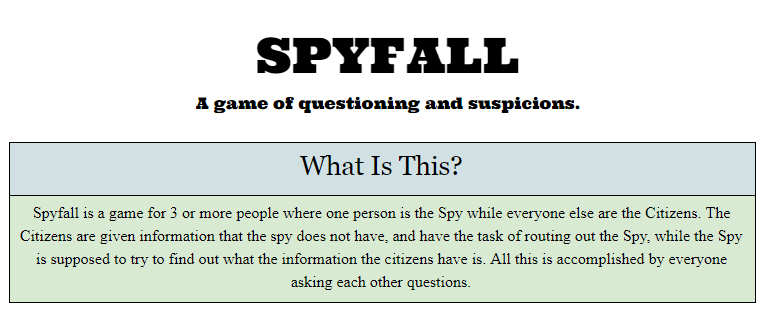 SPYFALL
A game of questioning and suspicions.
What Is This?
Spyfall is a game for 3 or more people where one person is the Spy while everyone else are the Citizens. The
Citizens are given information that the spy does not have, and have the task of routing out the Spy, while the Spy
is supposed to try to find out what the information the citizens have is. All this is accomplished by everyone
asking each other questions.